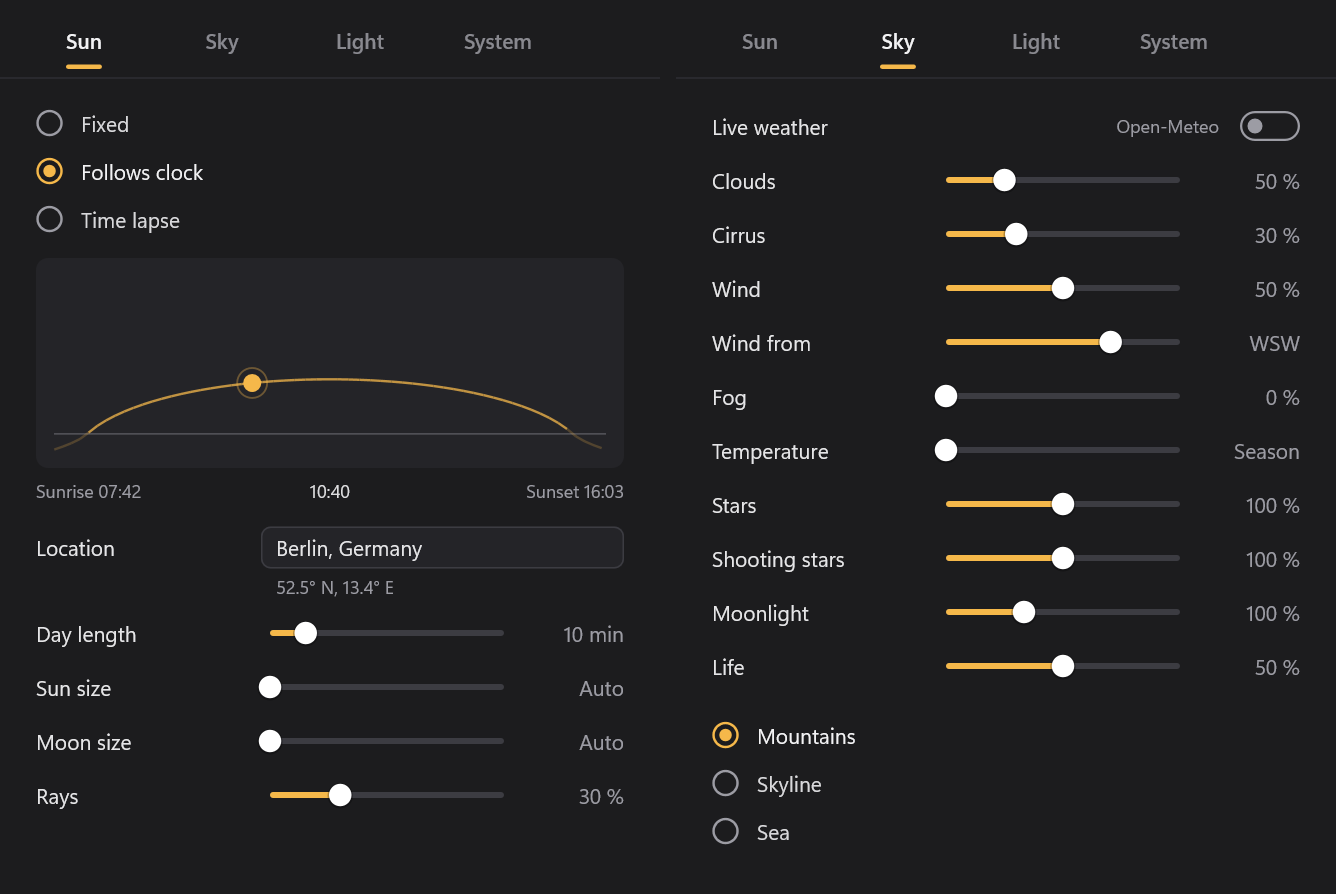 Sun Sky Light System
Fixed
Follows clock
Time lapse
Sunrise 07:42 10:40 Sunset 16:03
Location Berlin, Germany
52.5° N, 13.4° E
Day length 10 min
Sun size Auto
Moon size Auto
Rays 30 %
Sun Sky Light System
Live weather Open-Meteo
Clouds 50 %
Cirrus 30 %
Wind 50 %
Wind from WSW
Fog 0 %
Temperature Season
Stars 100 %
Shooting stars 100 %
Moonlight 100 %
Life 50 %
Mountains
Skyline
Sea